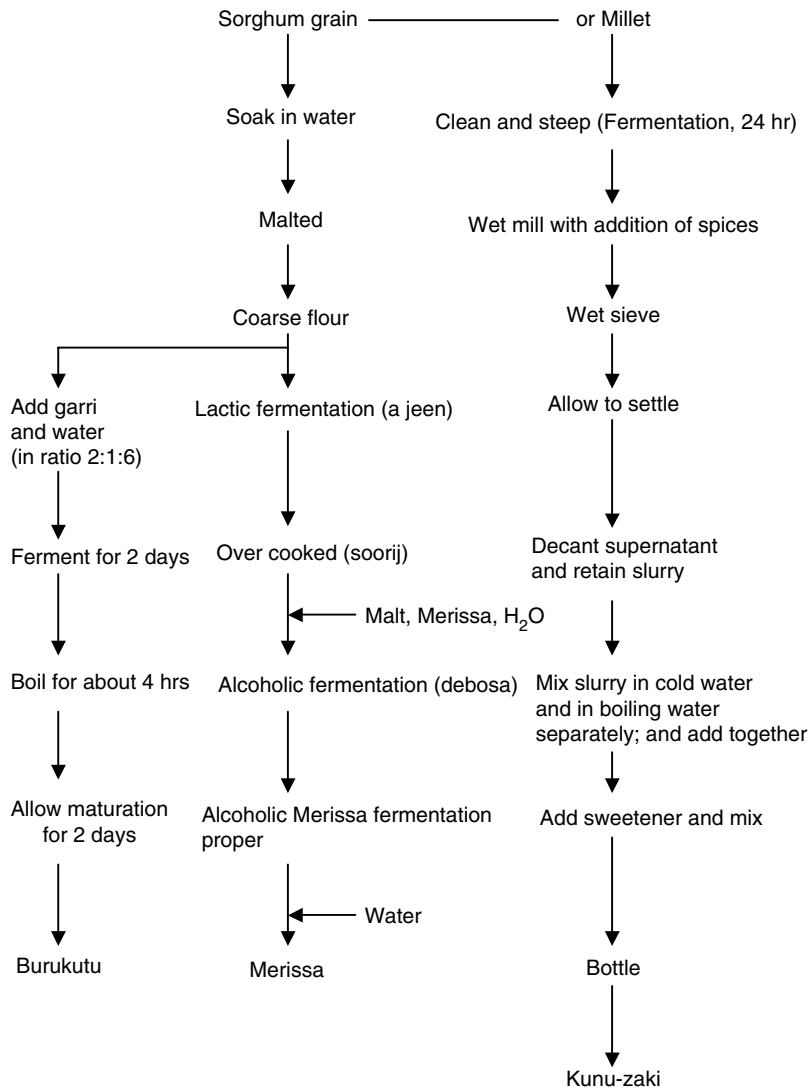 Sorghum grain
or Millet
Soak in water
Clean and steep (Fermentation, 24 hr)
Malted
Wet mill with addition of spices
Coarse flour
Wet sieve
Add garri
and water
(in ratio 2:1:6)
Lactic fermentation (a jeen)
Allow to settle
Ferment for 2 days
Over cooked (soorij)
Decant supernatant
and retain slurry
Malt, Merissa, H₂O
Boil for about 4 hrs
Alcoholic fermentation (debosa)
Mix slurry in cold water
and in boiling water
separately; and add together
Allow maturation
for 2 days
Alcoholic Merissa fermentation
proper
Add sweetener and mix
Water
Burukutu
Merissa
Bottle
Kunu-zaki